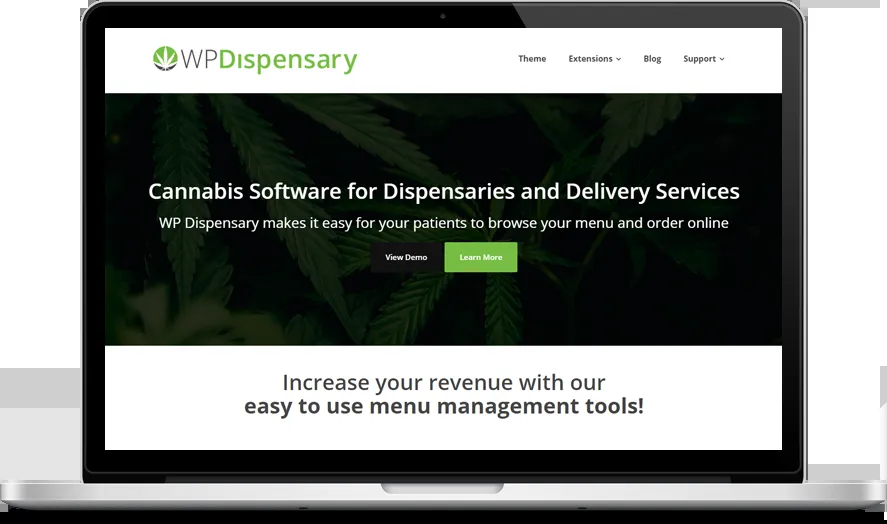 WPDispensary
Theme Extensions Blog Support
Cannabis Software for Dispensaries and Delivery Services
WP Dispensary makes it easy for your patients to browse your menu and order online
View Demo Learn More
Increase your revenue with our
easy to use menu management tools!